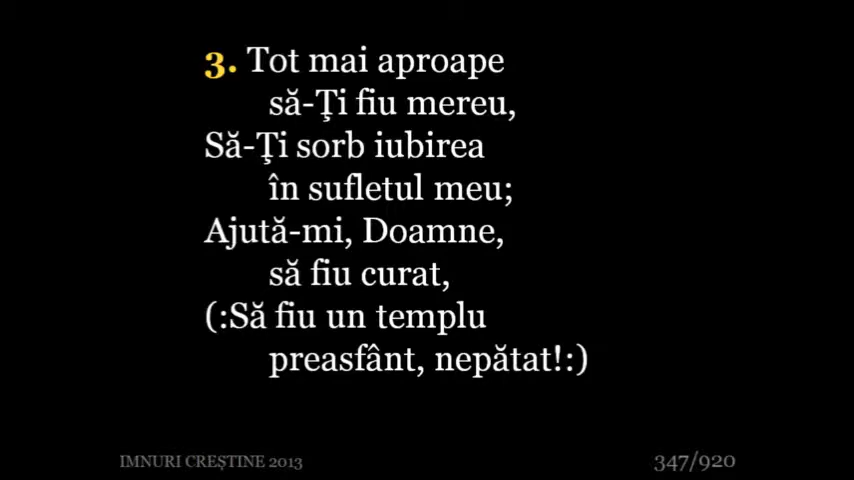 3. Tot mai aproape
să-Ţi fiu mereu,
Să-Ţi sorb iubirea
în sufletul meu;
Ajută-mi, Doamne,
să fiu curat,
(:Să fiu un templu
preasfânt, nepătat!:)
IMNURI CREȘTINE 2013
347/920